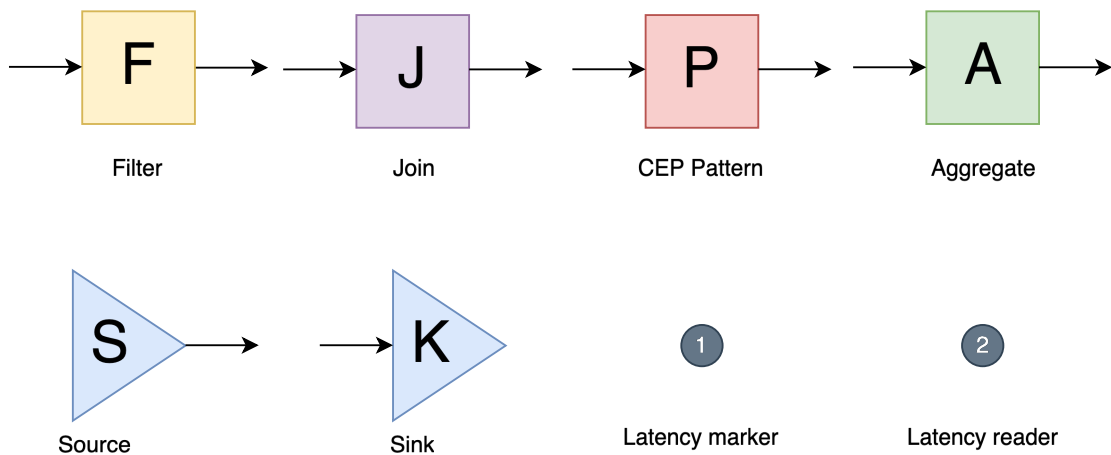 F
J
P
A
Filter
Join
CEP Pattern
Aggregate
S
K
1
2
Source
Sink
Latency marker
Latency reader